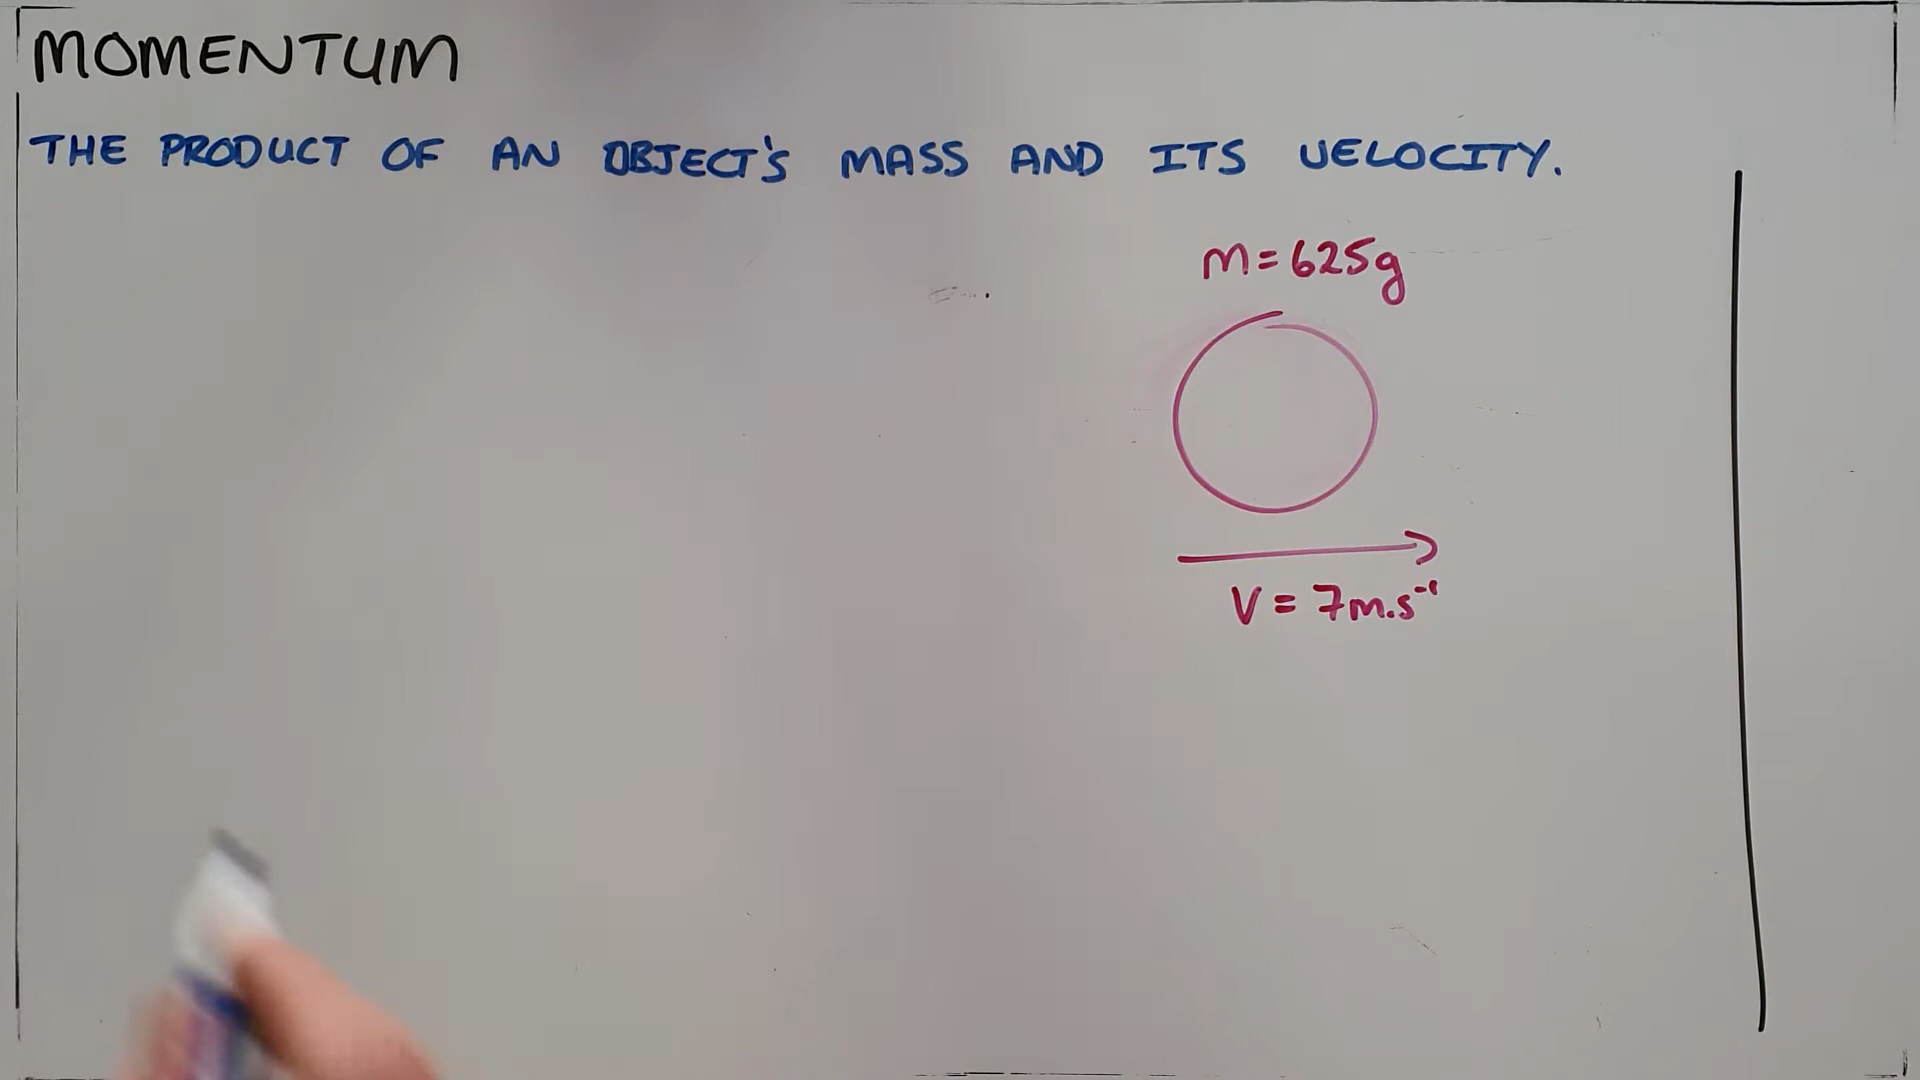 MOMENTUM
THE PRODUCT OF AN OBJECT'S MASS AND ITS VELOCITY.
m = 625g
V = 7m.s⁻¹